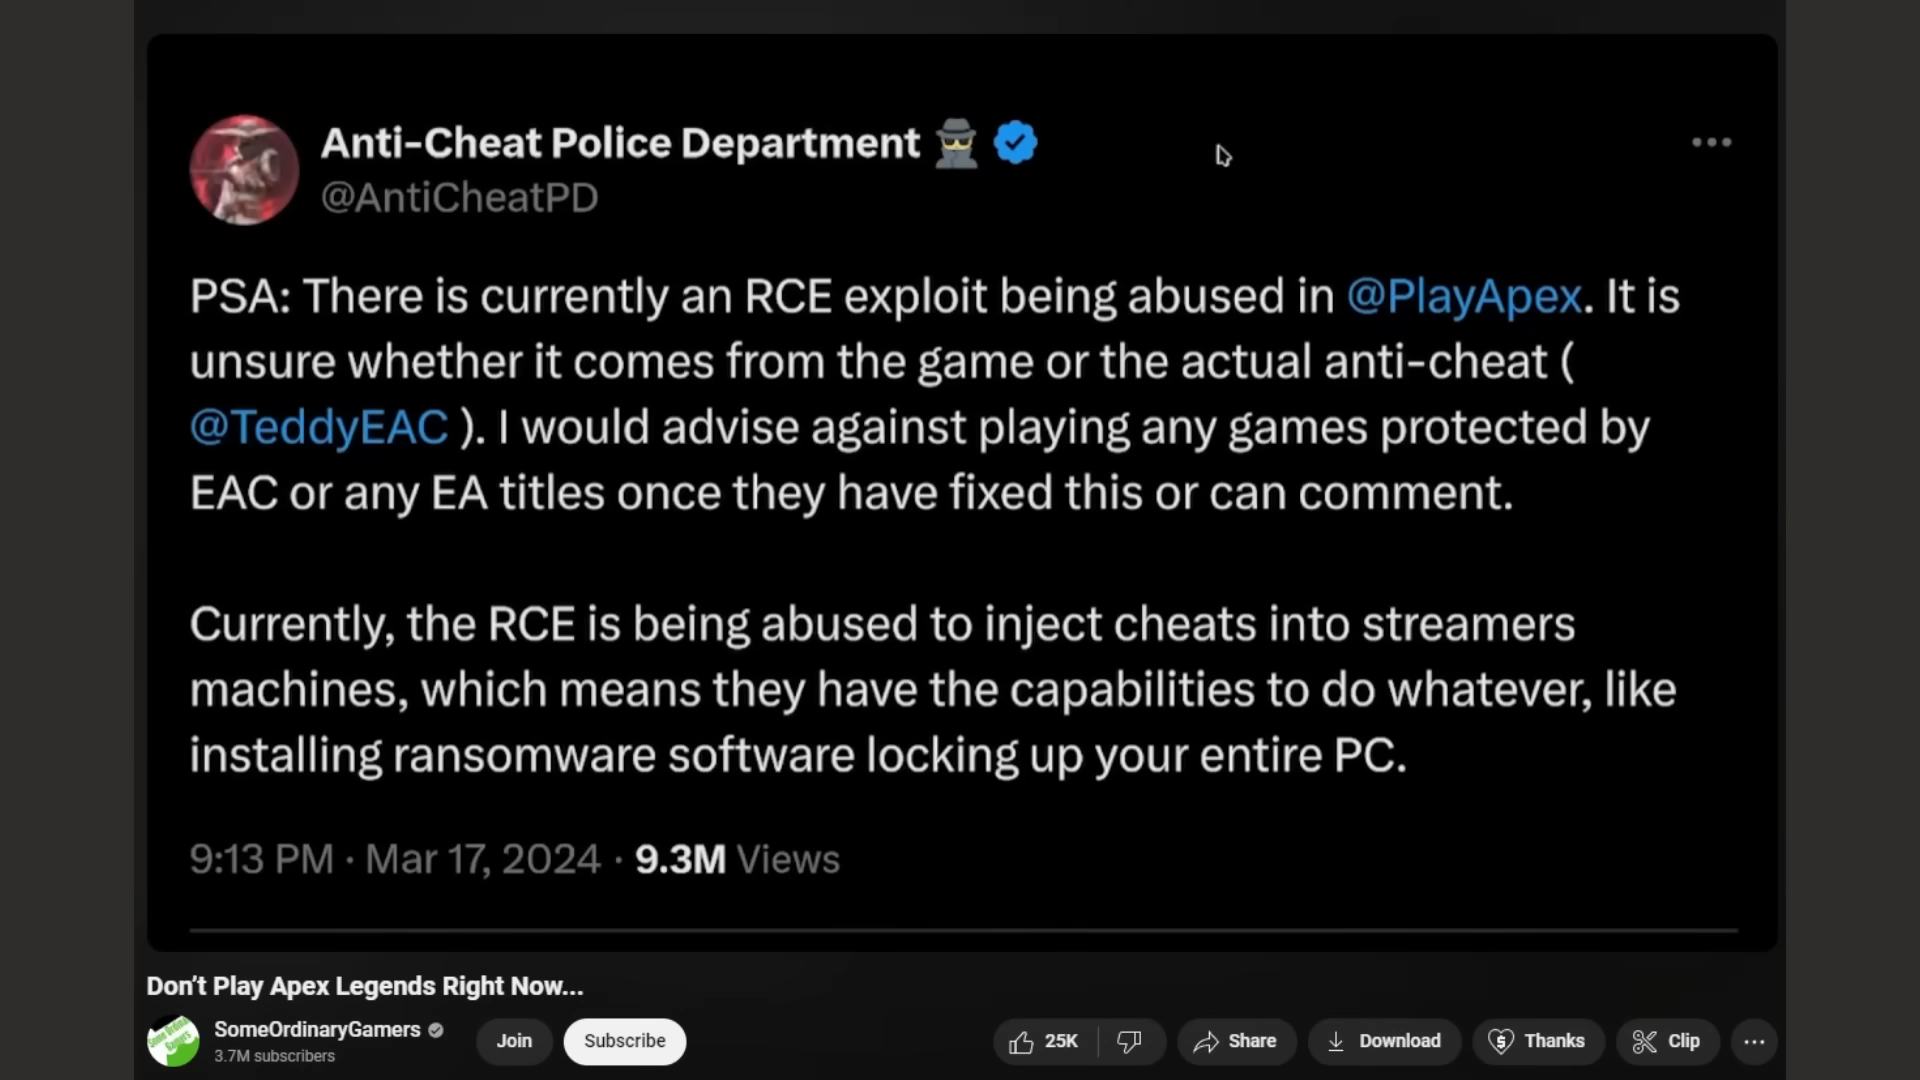 Anti-Cheat Police Department
@AntiCheatPD
PSA: There is currently an RCE exploit being abused in @PlayApex. It is
unsure whether it comes from the game or the actual anti-cheat (
@TeddyEAC ). I would advise against playing any games protected by
EAC or any EA titles once they have fixed this or can comment.
Currently, the RCE is being abused to inject cheats into streamers
machines, which means they have the capabilities to do whatever, like
installing ransomware software locking up your entire PC.
9:13 PM · Mar 17, 2024 · 9.3M Views
Don't Play Apex Legends Right Now...
Some Ordinary Gamers
SomeOrdinaryGamers
3.7M subscribers
Join
Subscribe
25K
Share
Download
Thanks
Clip